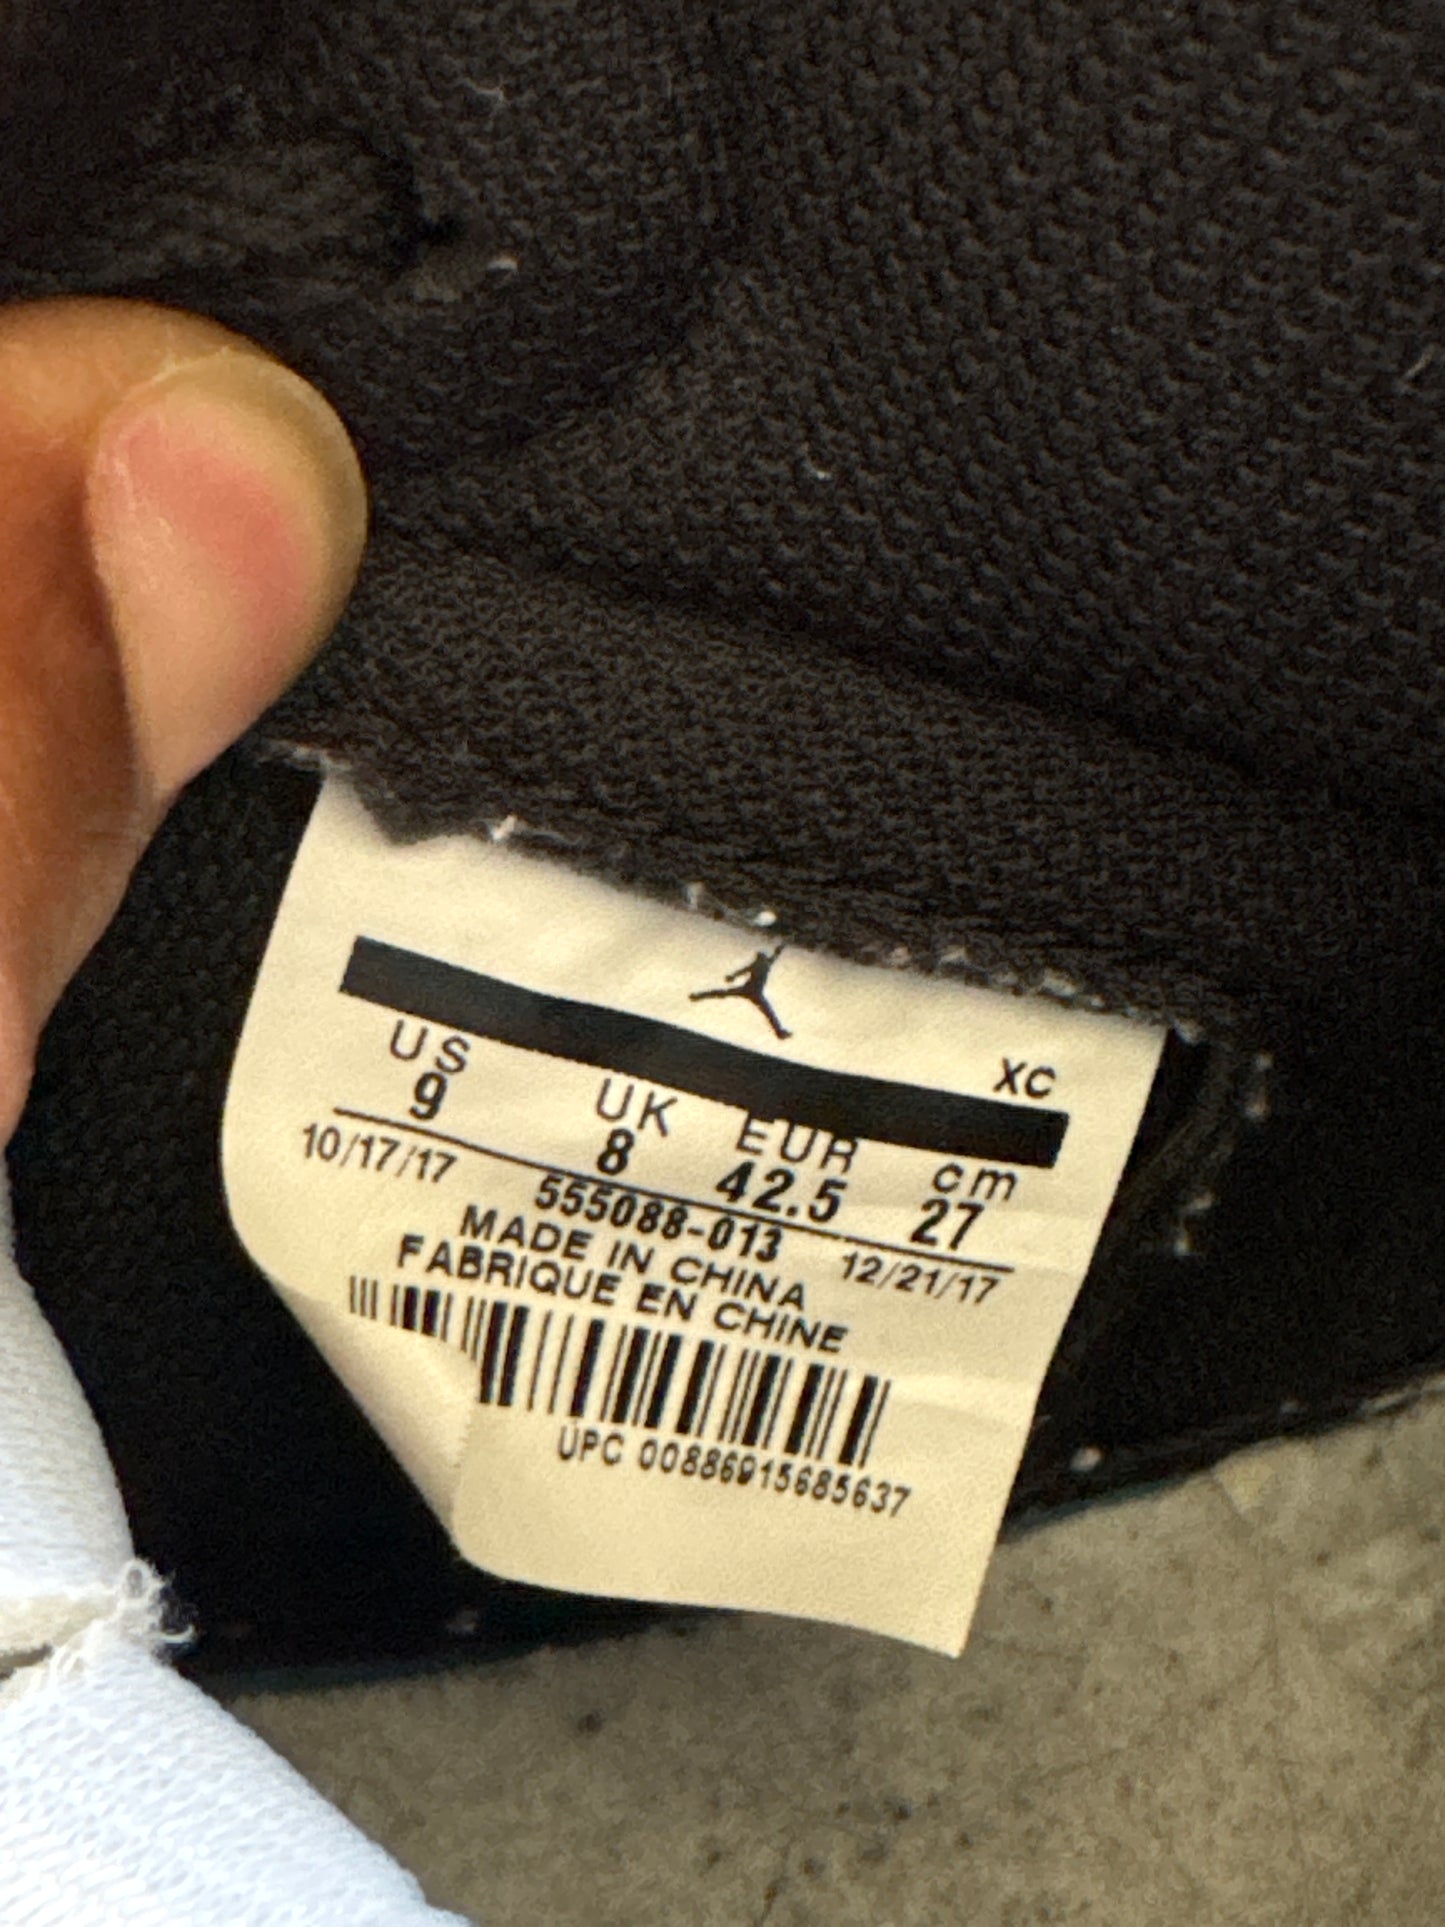 XC
US UK EUR cm
9 8 42.5 27
10/17/17 555088-013 12/21/17
MADE IN CHINA
FABRIQUE EN CHINE
UPC 00886915685637